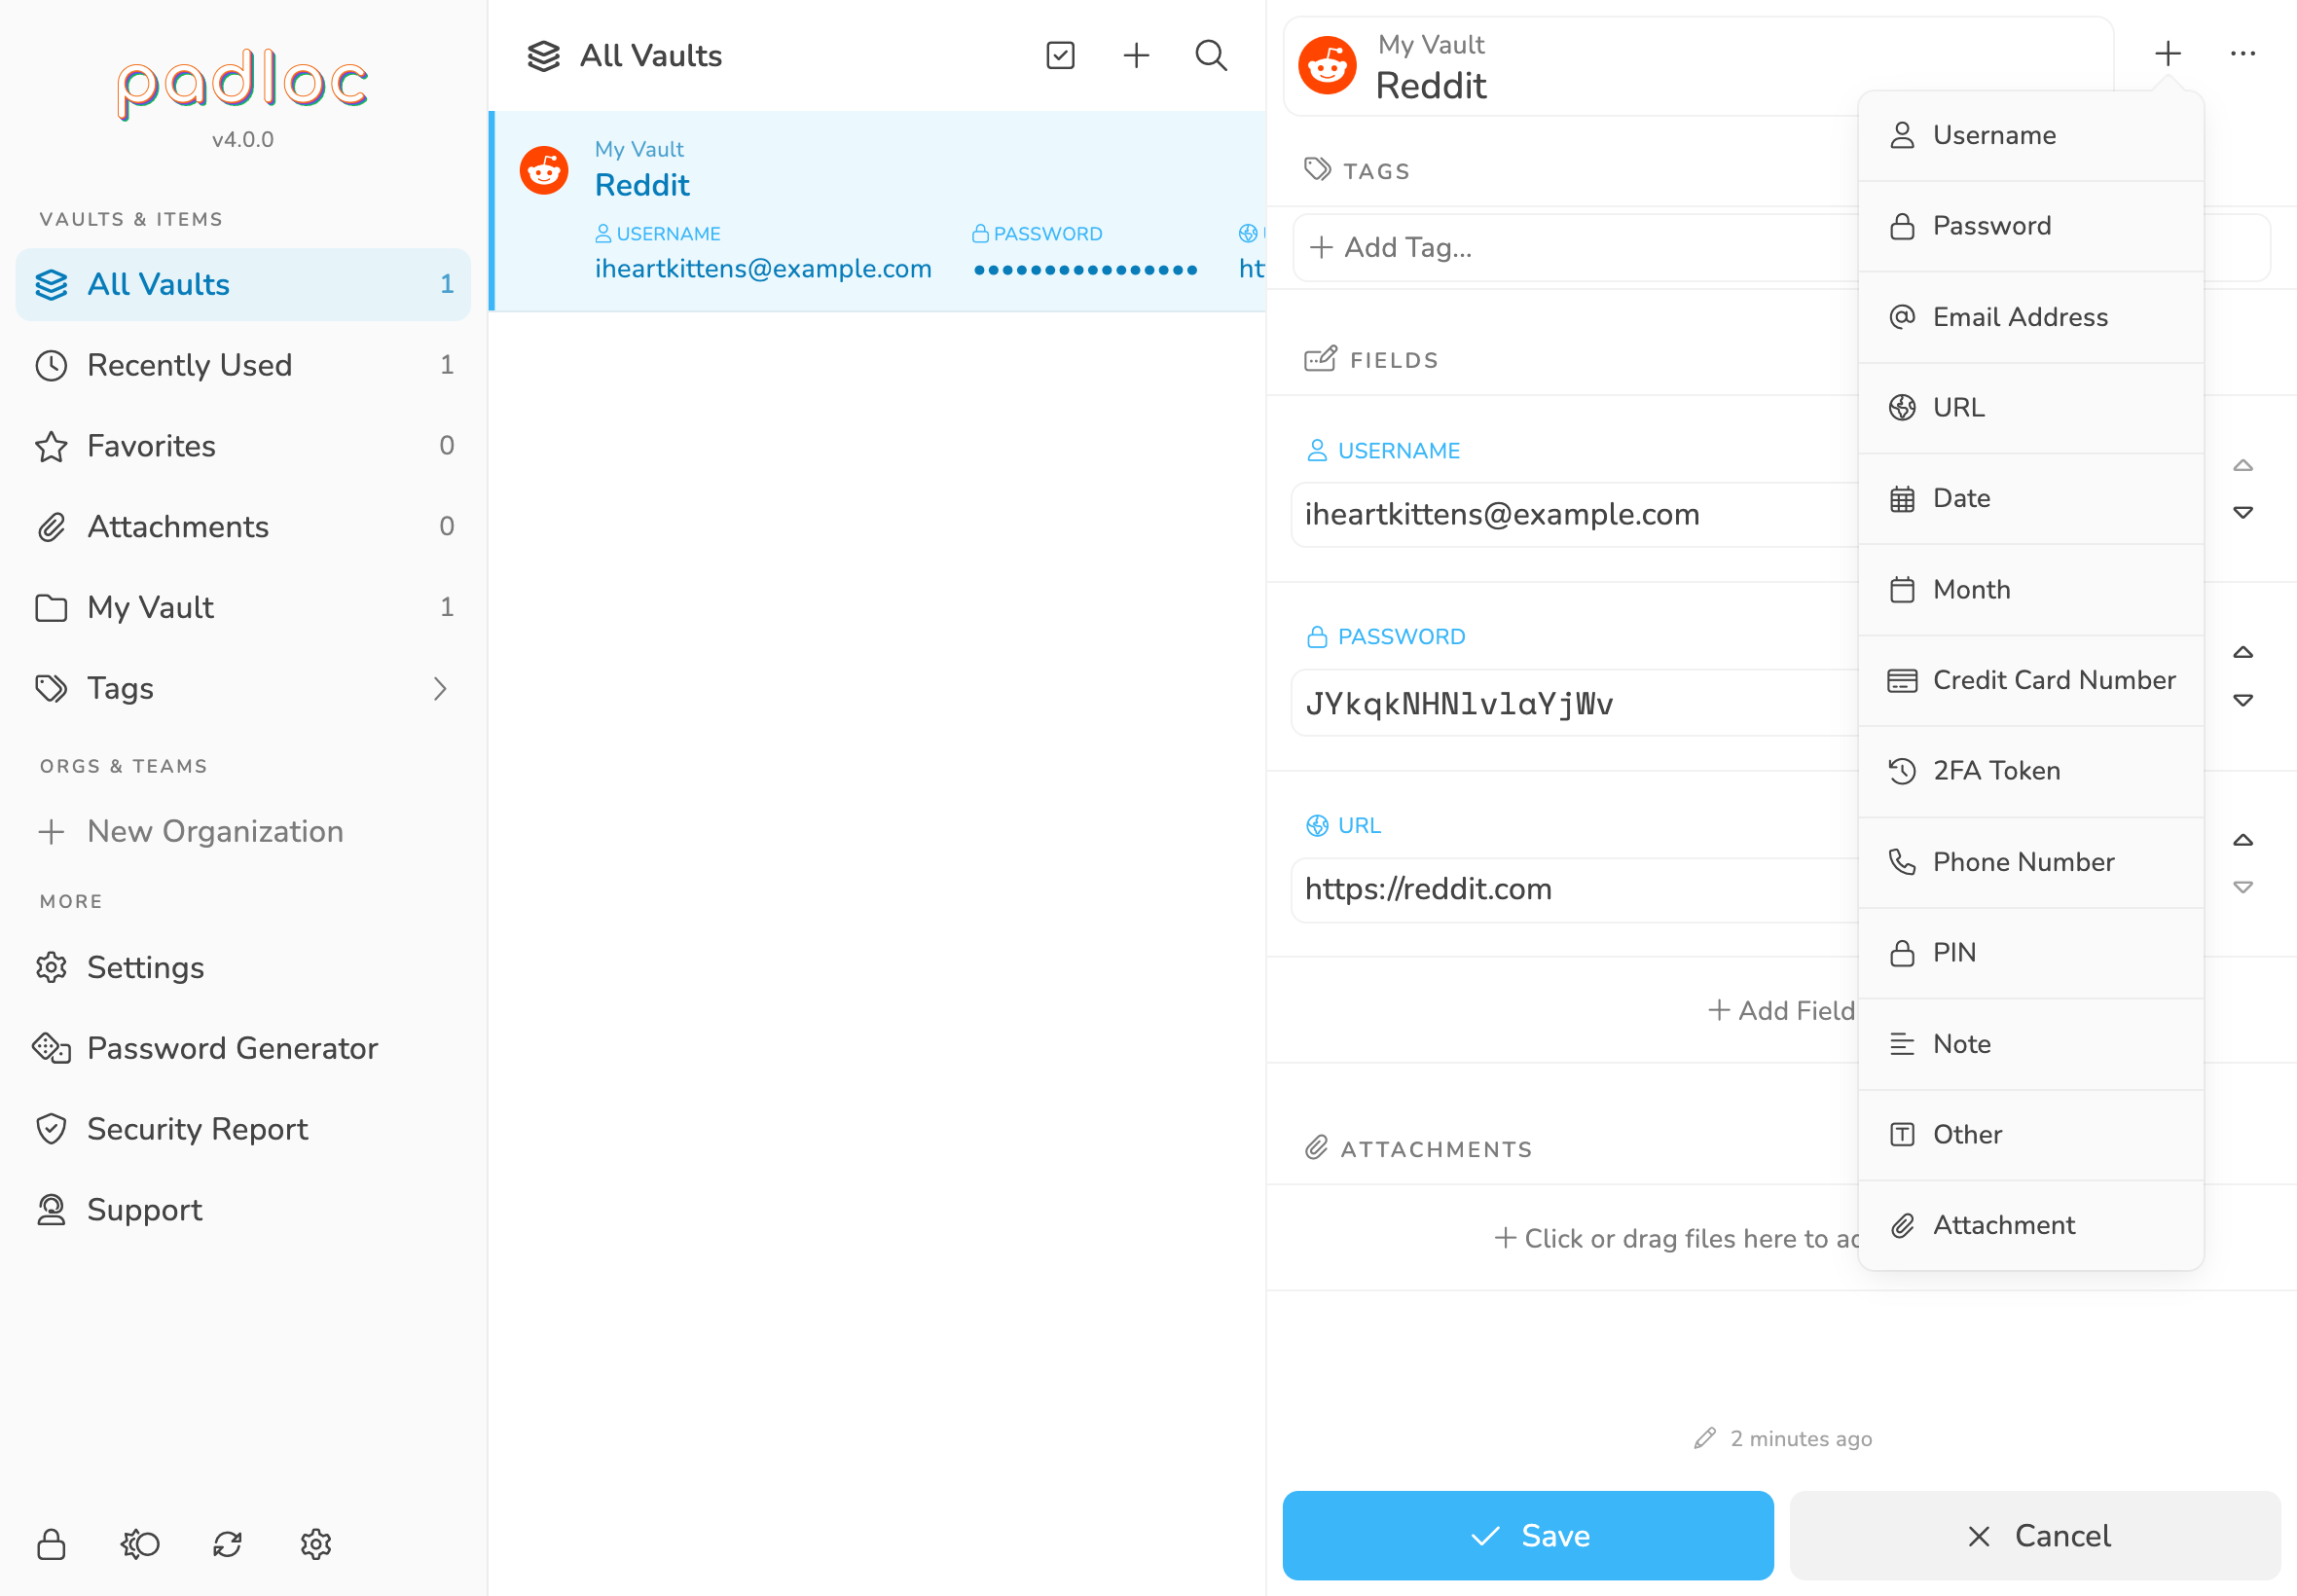 padloc
v4.0.0
VAULTS & ITEMS
All Vaults 1
Recently Used 1
Favorites 0
Attachments 0
My Vault 1
Tags
ORGS & TEAMS
New Organization
MORE
Settings
Password Generator
Security Report
Support
All Vaults
My Vault
Reddit
USERNAME PASSWORD
iheartkittens@example.com ●●●●●●●●●●●●●●●● ht
My Vault
Reddit
TAGS
Add Tag...
FIELDS
USERNAME
iheartkittens@example.com
PASSWORD
JYkqkNHNlvlaYjWv
URL
https://reddit.com
Add Field
ATTACHMENTS
Click or drag files here to ad
2 minutes ago
Save
Cancel
Username
Password
Email Address
URL
Date
Month
Credit Card Number
2FA Token
Phone Number
PIN
Note
Other
Attachment